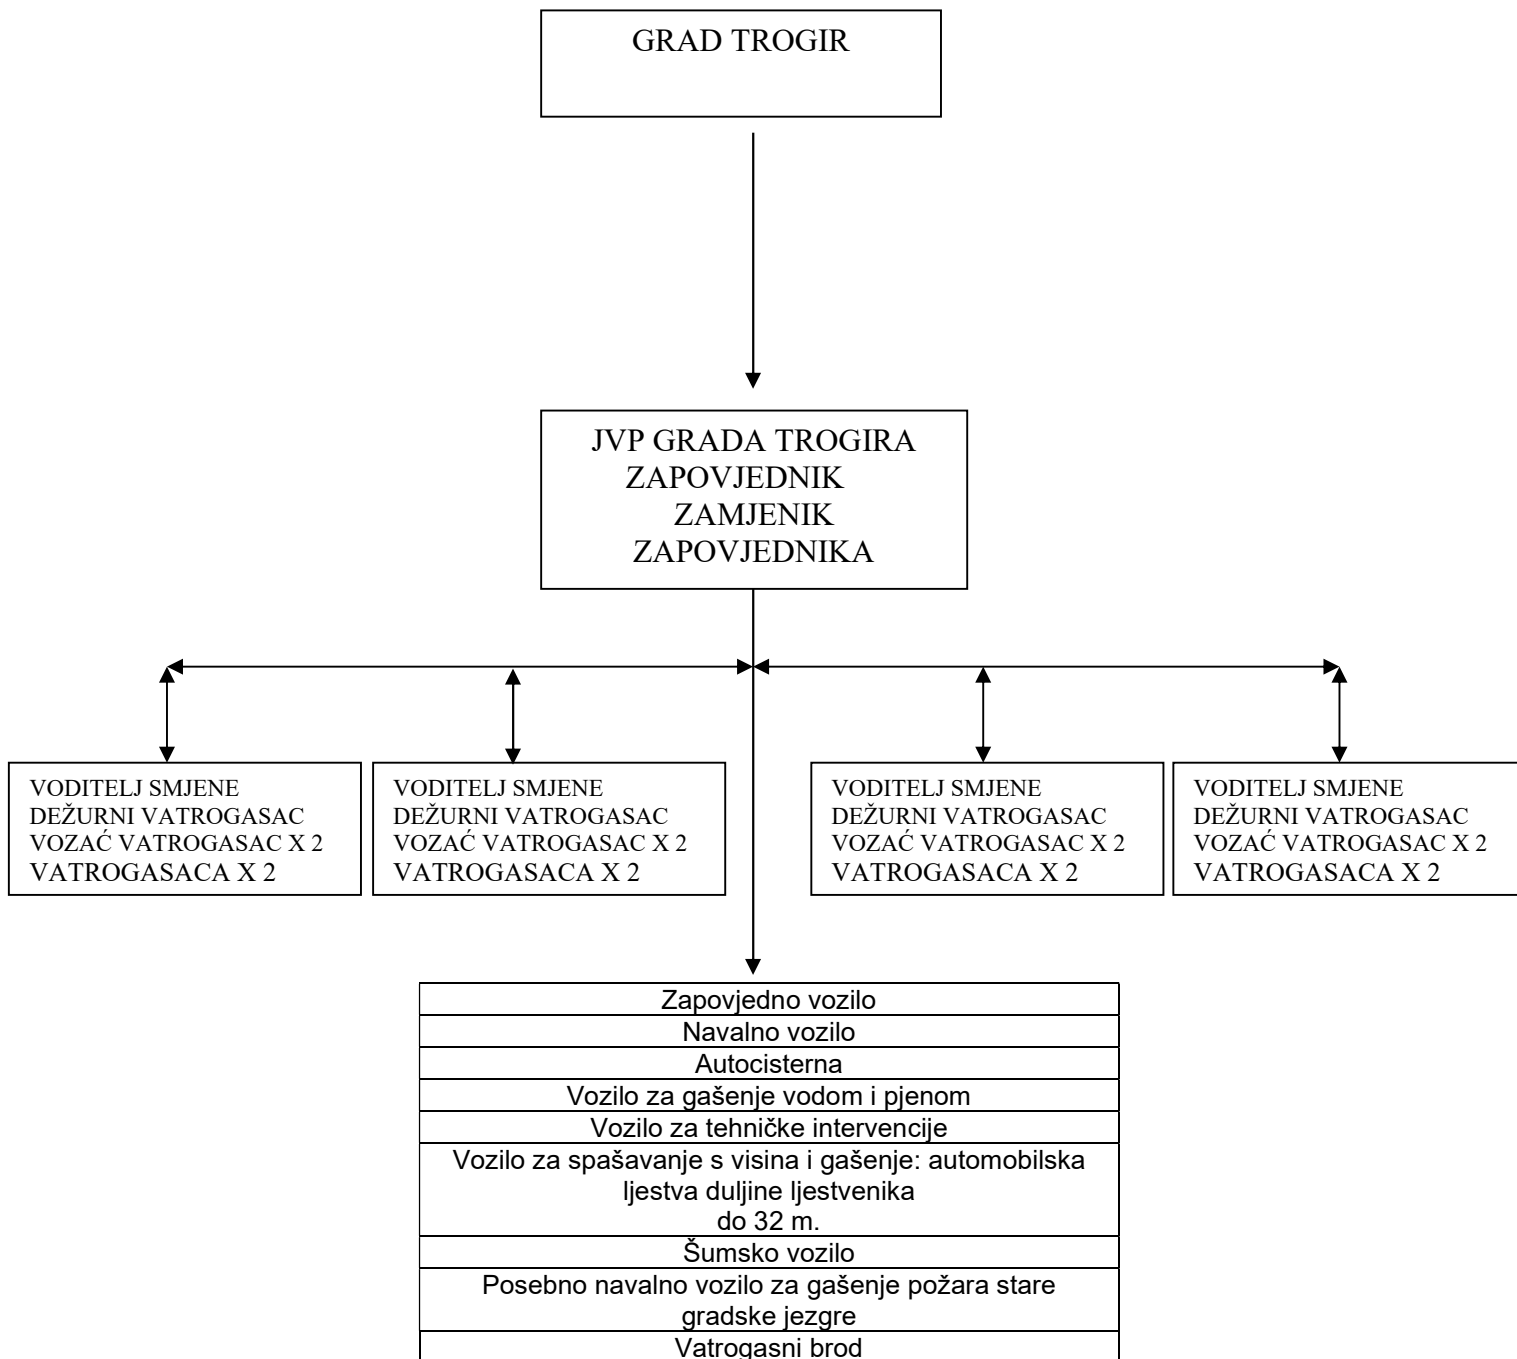 GRAD TROGIR
JVP GRADA TROGIRA
ZAPOVJEDNIK
ZAMJENIK
ZAPOVJEDNIKA
VODITELJ SMJENE
DEŽURNI VATROGASAC
VOZAĆ VATROGASAC X 2
VATROGASACA X 2
VODITELJ SMJENE
DEŽURNI VATROGASAC
VOZAĆ VATROGASAC X 2
VATROGASACA X 2
VODITELJ SMJENE
DEŽURNI VATROGASAC
VOZAĆ VATROGASAC X 2
VATROGASACA X 2
VODITELJ SMJENE
DEŽURNI VATROGASAC
VOZAĆ VATROGASAC X 2
VATROGASACA X 2
Zapovjedno vozilo
Navalno vozilo
Autocisterna
Vozilo za gašenje vodom i pjenom
Vozilo za tehničke intervencije
Vozilo za spašavanje s visina i gašenje: automobilska
ljestva duljine ljestvenika
do 32 m.
Šumsko vozilo
Posebno navalno vozilo za gašenje požara stare
gradske jezgre
Vatrogasni brod